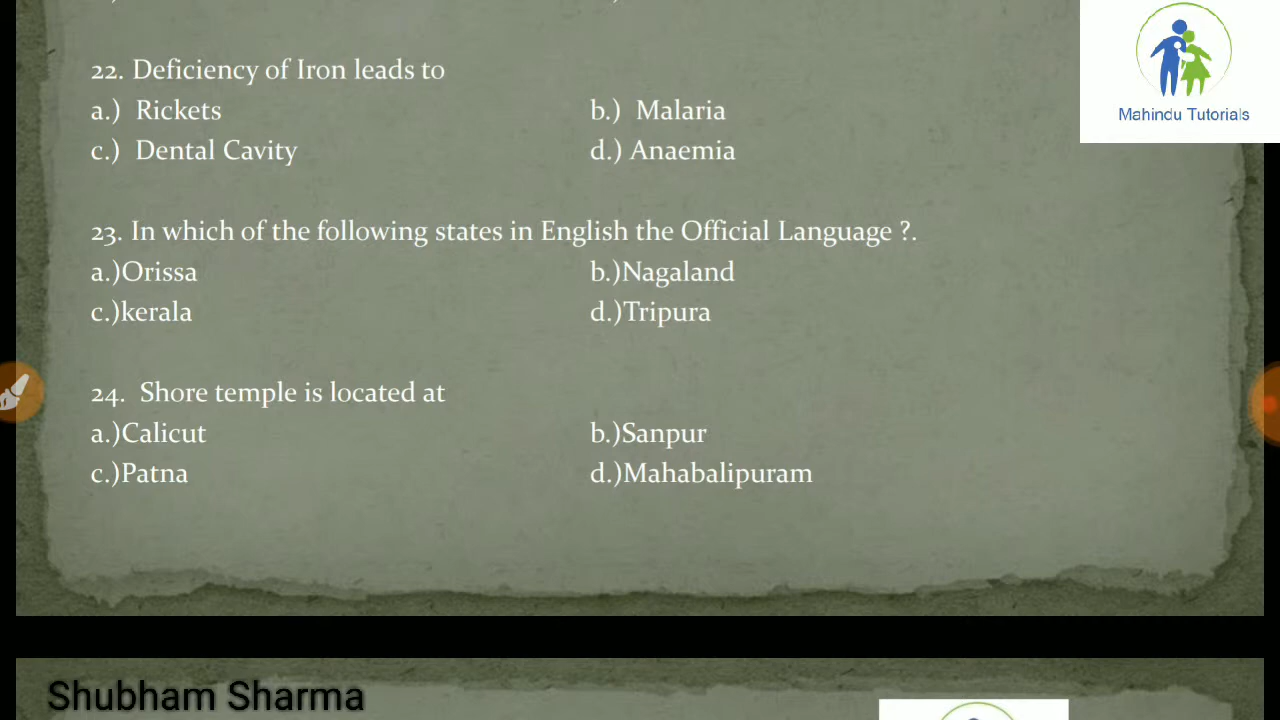 22. Deficiency of Iron leads to
a.) Rickets b.) Malaria
c.) Dental Cavity d.) Anaemia
23. In which of the following states in English the Official Language ?.
a.)Orissa b.)Nagaland
c.)kerala d.)Tripura
24. Shore temple is located at
a.)Calicut b.)Sanpur
c.)Patna d.)Mahabalipuram
Mahindu Tutorials
Shubham Sharma